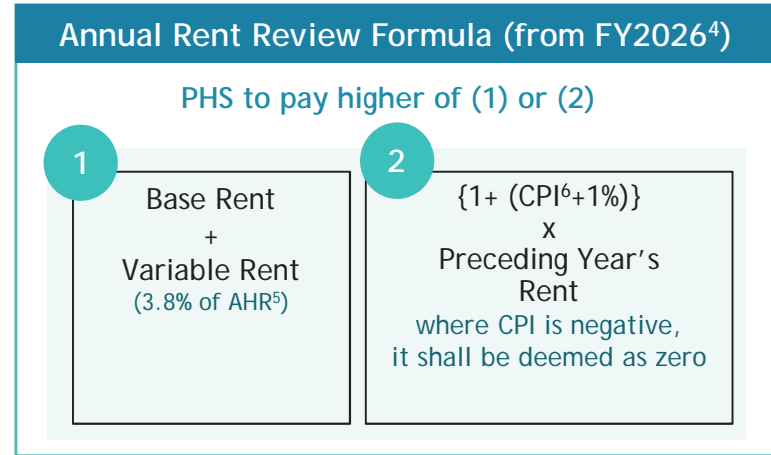 Annual Rent Review Formula (from FY2026⁴)
PHS to pay higher of (1) or (2)
1
Base Rent
+
Variable Rent
(3.8% of AHR⁵)
2
{1+ (CPI⁶+1%)}
x
Preceding Year's
Rent
where CPI is negative,
it shall be deemed as zero